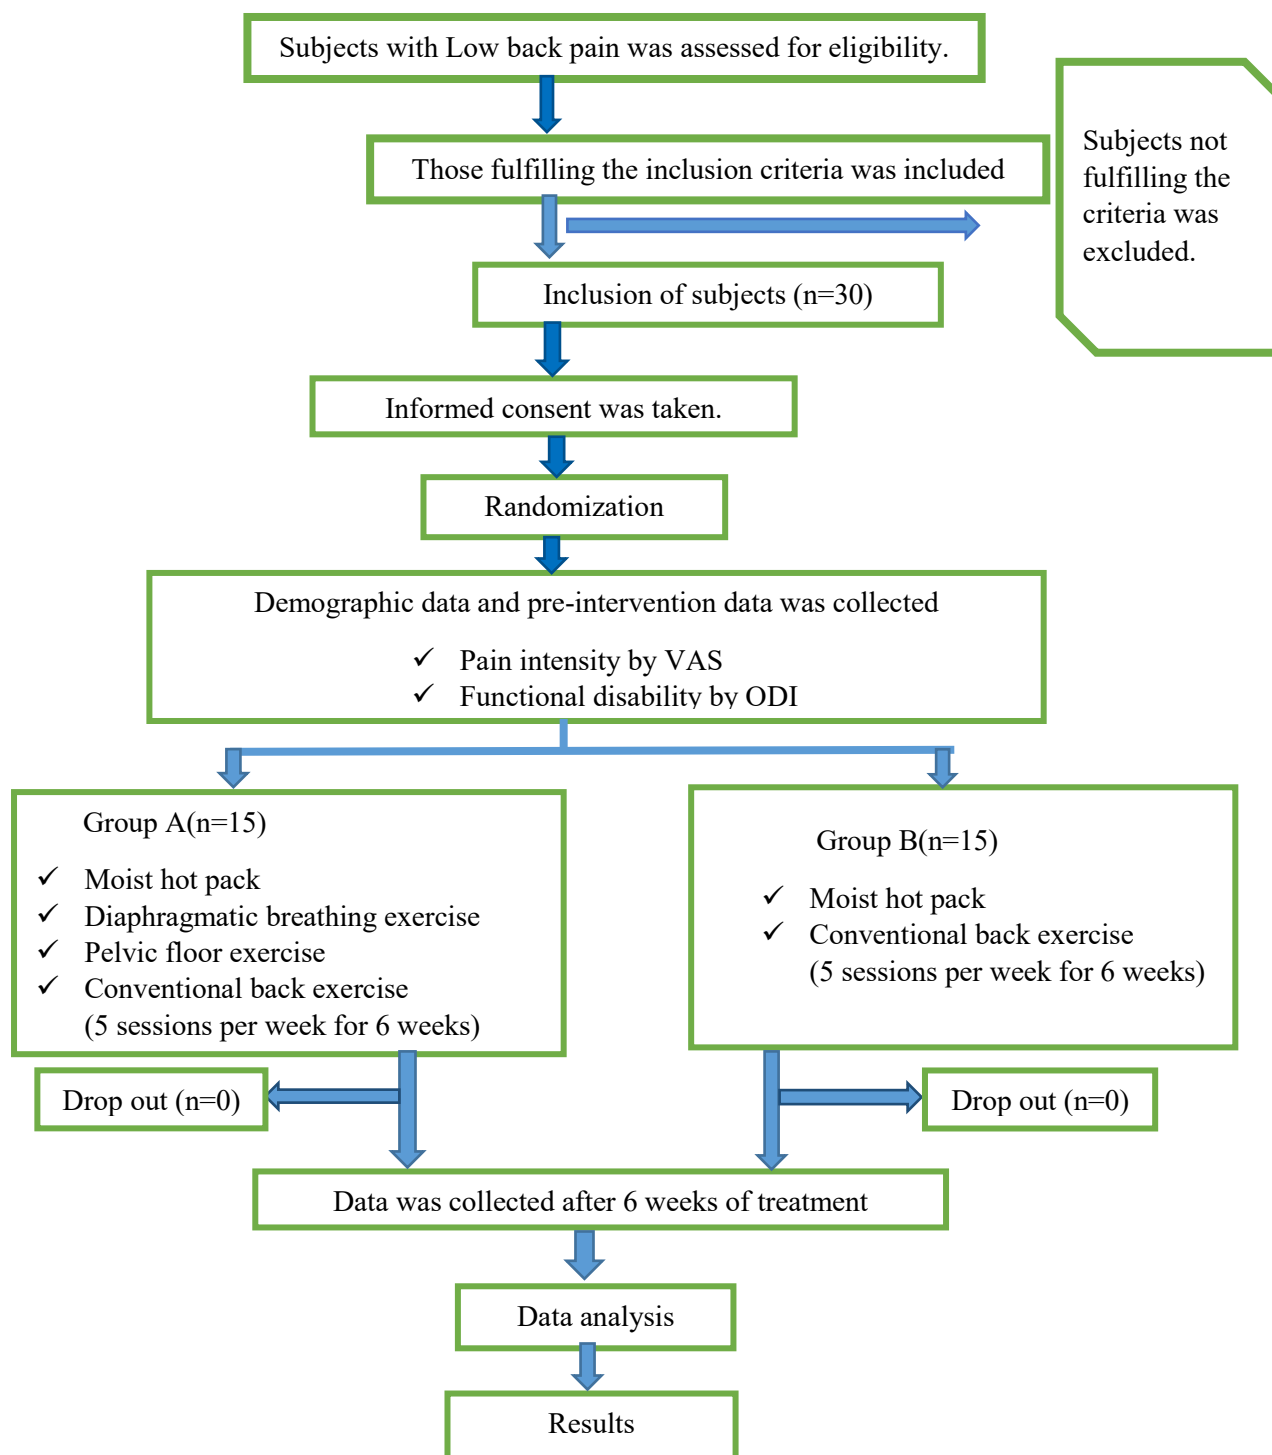 Subjects with Low back pain was assessed for eligibility.
Those fulfilling the inclusion criteria was included
Subjects not
fulfilling the
criteria was
excluded.
Inclusion of subjects (n=30)
Informed consent was taken.
Randomization
Demographic data and pre-intervention data was collected
✓ Pain intensity by VAS
✓ Functional disability by ODI
Group A(n=15)
✓ Moist hot pack
✓ Diaphragmatic breathing exercise
✓ Pelvic floor exercise
✓ Conventional back exercise
(5 sessions per week for 6 weeks)
Group B(n=15)
✓ Moist hot pack
✓ Conventional back exercise
(5 sessions per week for 6 weeks)
Drop out (n=0)
Drop out (n=0)
Data was collected after 6 weeks of treatment
Data analysis
Results